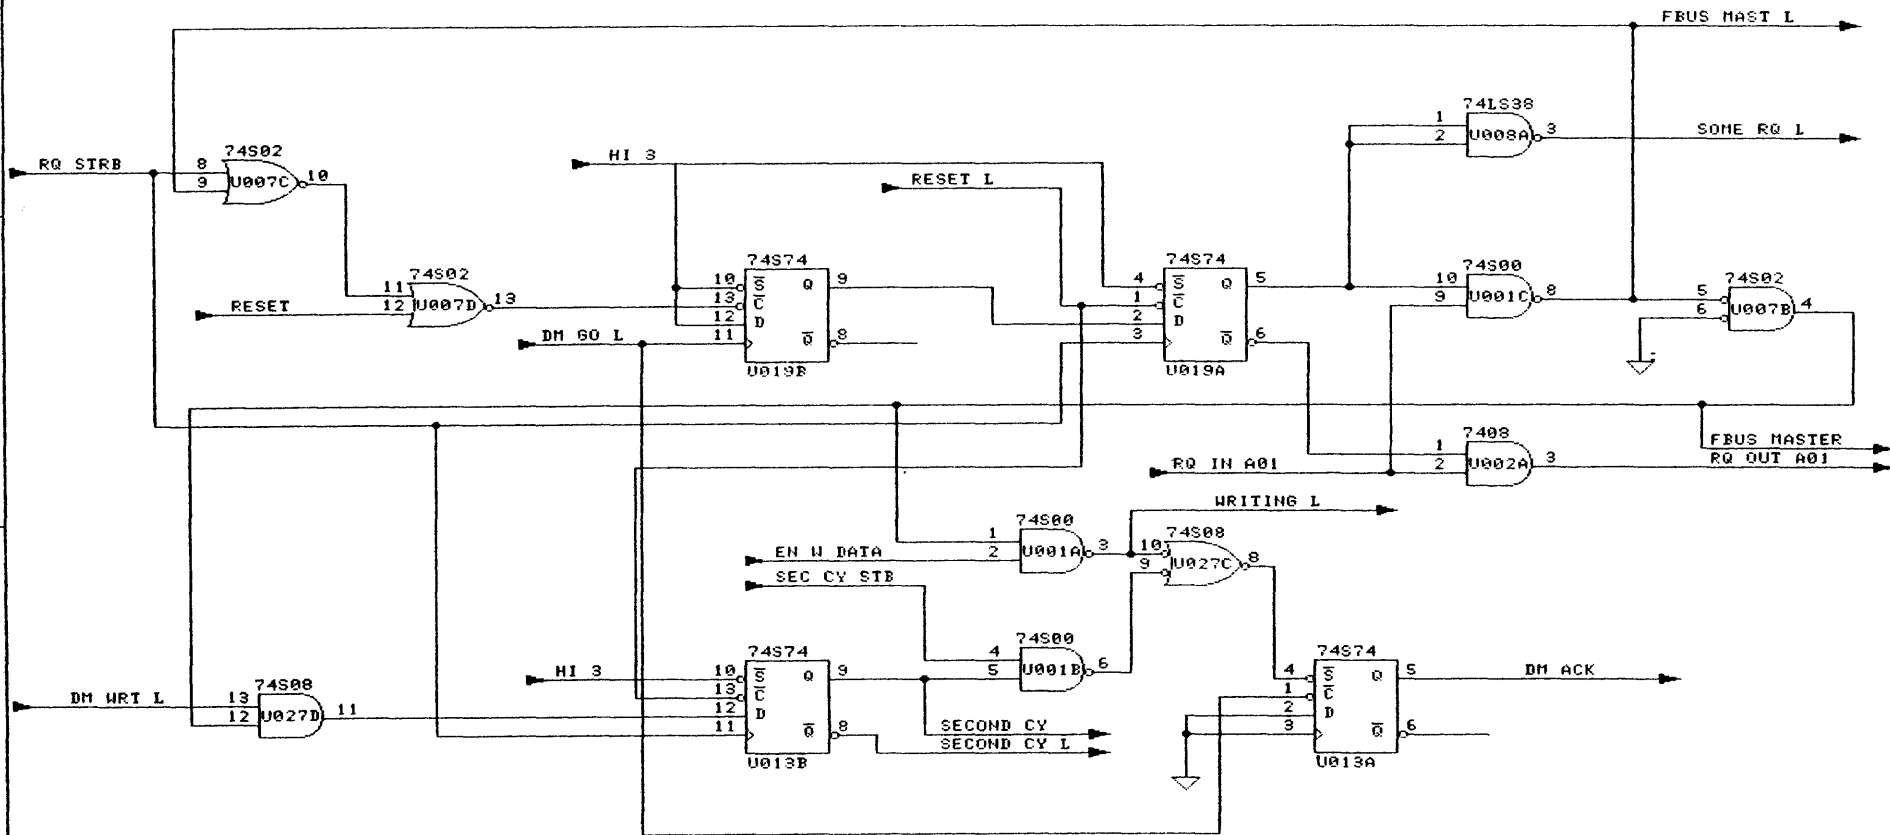 FBUS MAST L
74LS38
1
2
U008A
3
SOME RQ L
RQ STRB
74S02
8
9
U007C
10
HI 3
RESET L
74S02
11
12
U007D
13
RESET
DM GO L
74S74
10
13
12
11
S
C
D
Q
Q
9
8
U019B
74S74
4
1
2
3
S
C
D
Q
Q
5
6
U019A
74S00
10
9
U001C
8
74S02
5
6
U007B
4
FBUS MASTER
RQ OUT A01
7408
1
2
U002A
3
RQ IN A01
WRITING L
74S00
1
2
U001A
3
EN W DATA
SEC CY STB
74S08
10
9
U027C
8
74S00
4
5
U001B
6
HI 3
74S74
10
13
12
11
S
C
D
Q
Q
9
8
U013B
SECOND CY
SECOND CY L
DM WRT L
74S08
13
12
U027D
11
74S74
4
1
2
3
S
C
D
Q
Q
5
6
U013A
DM ACK